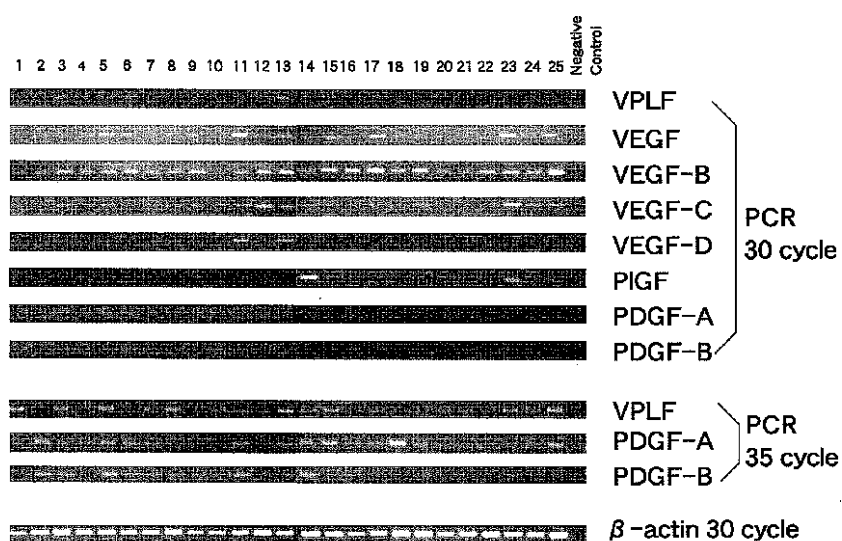 1 2 3 4 5 6 7 8 9 10 11 12 13 14 15 16 17 18 19 20 21 22 23 24 25 Negative Control
VPLF
VEGF
VEGF-B
VEGF-C
VEGF-D
PlGF
PDGF-A
PDGF-B
PCR
30 cycle
VPLF
PDGF-A
PDGF-B
PCR
35 cycle
β-actin 30 cycle